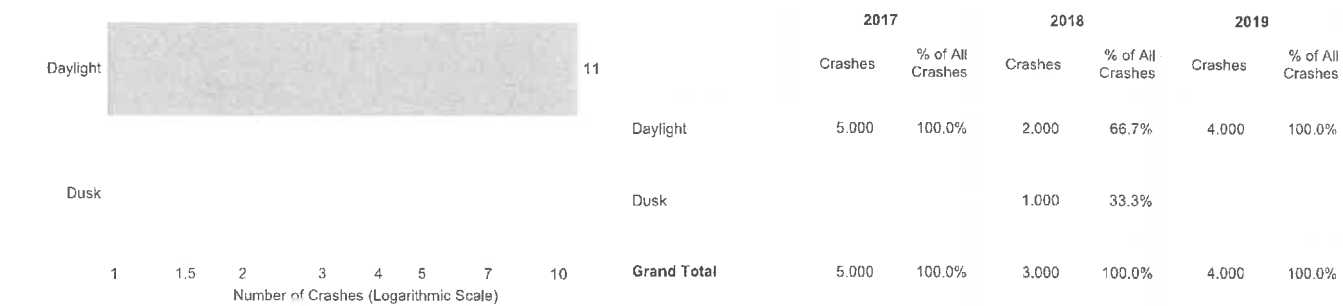 Daylight 11
Dusk
1 1.5 2 3 4 5 7 10
Number of Crashes (Logarithmic Scale)
2017 2018 2019
Crashes % of All Crashes Crashes % of All Crashes Crashes % of All Crashes
Daylight 5.000 100.0% 2.000 66.7% 4.000 100.0%
Dusk 1.000 33.3%
Grand Total 5.000 100.0% 3.000 100.0% 4.000 100.0%